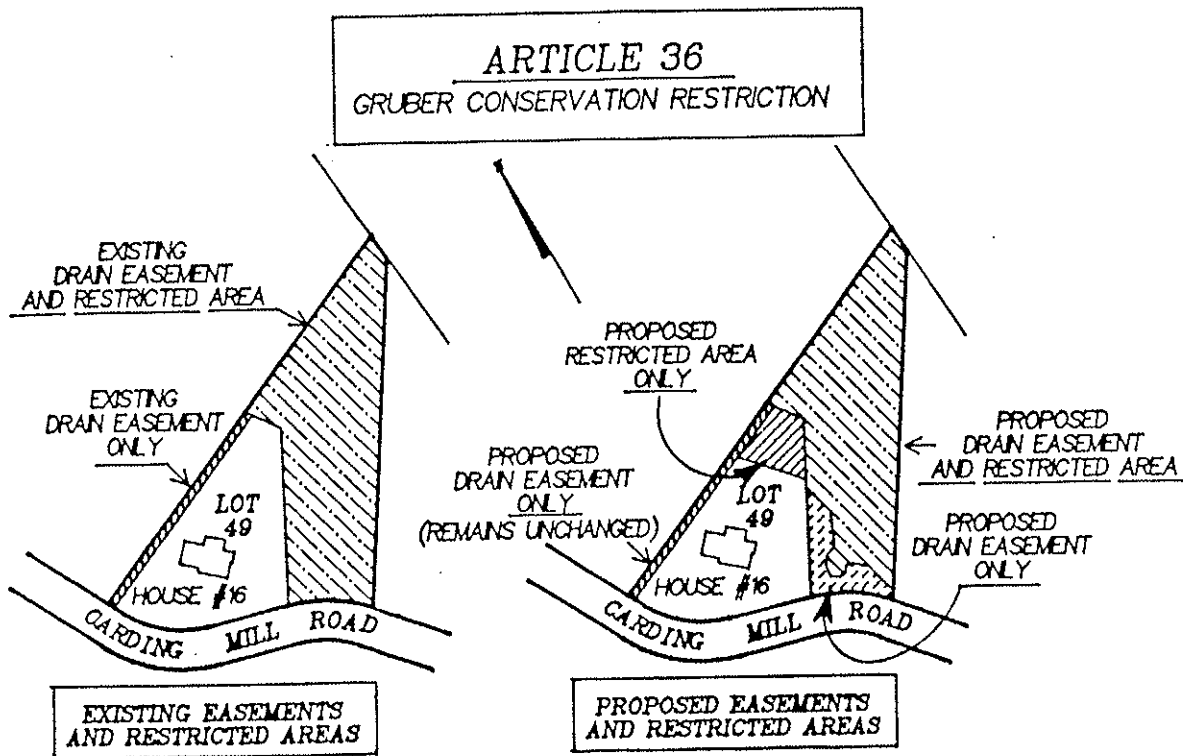 ARTICLE 36
GRUBER CONSERVATION RESTRICTION
EXISTING
DRAIN EASEMENT
AND RESTRICTED AREA
EXISTING
DRAIN EASEMENT
ONLY
LOT
49
HOUSE #16
CARDING MILL ROAD
EXISTING EASEMENTS
AND RESTRICTED AREAS
PROPOSED
RESTRICTED AREA
ONLY
PROPOSED
DRAIN EASEMENT
ONLY
(REMAINS UNCHANGED)
PROPOSED
DRAIN EASEMENT
AND RESTRICTED AREA
PROPOSED
DRAIN EASEMENT
ONLY
LOT
49
HOUSE #16
CARDING MILL ROAD
PROPOSED EASEMENTS
AND RESTRICTED AREAS